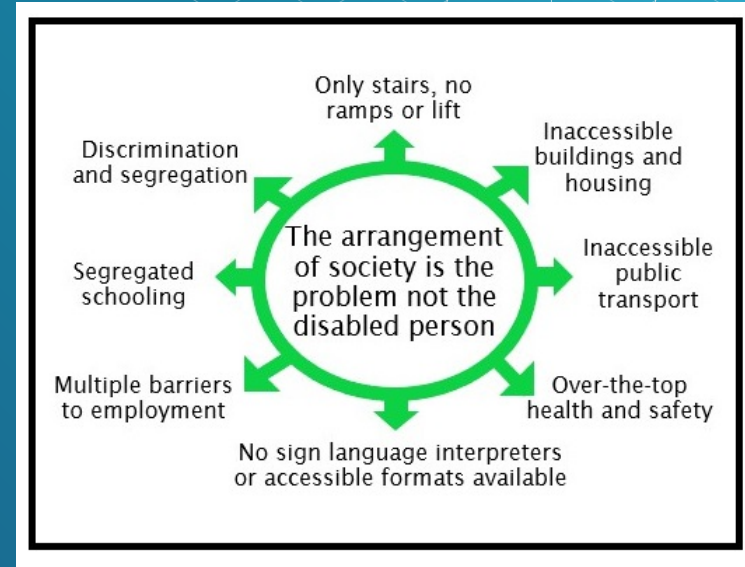 The arrangement
of society is the
problem not the
disabled person
Only stairs, no
ramps or lift
Inaccessible
buildings and
housing
Inaccessible
public
transport
Over-the-top
health and safety
No sign language interpreters
or accessible formats available
Multiple barriers
to employment
Segregated
schooling
Discrimination
and segregation